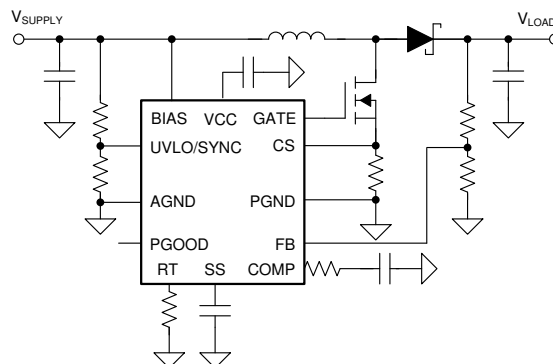 VSUPPLY
VLOAD
BIAS VCC GATE
UVLO/SYNC CS
AGND PGND
PGOOD FB
RT SS COMP